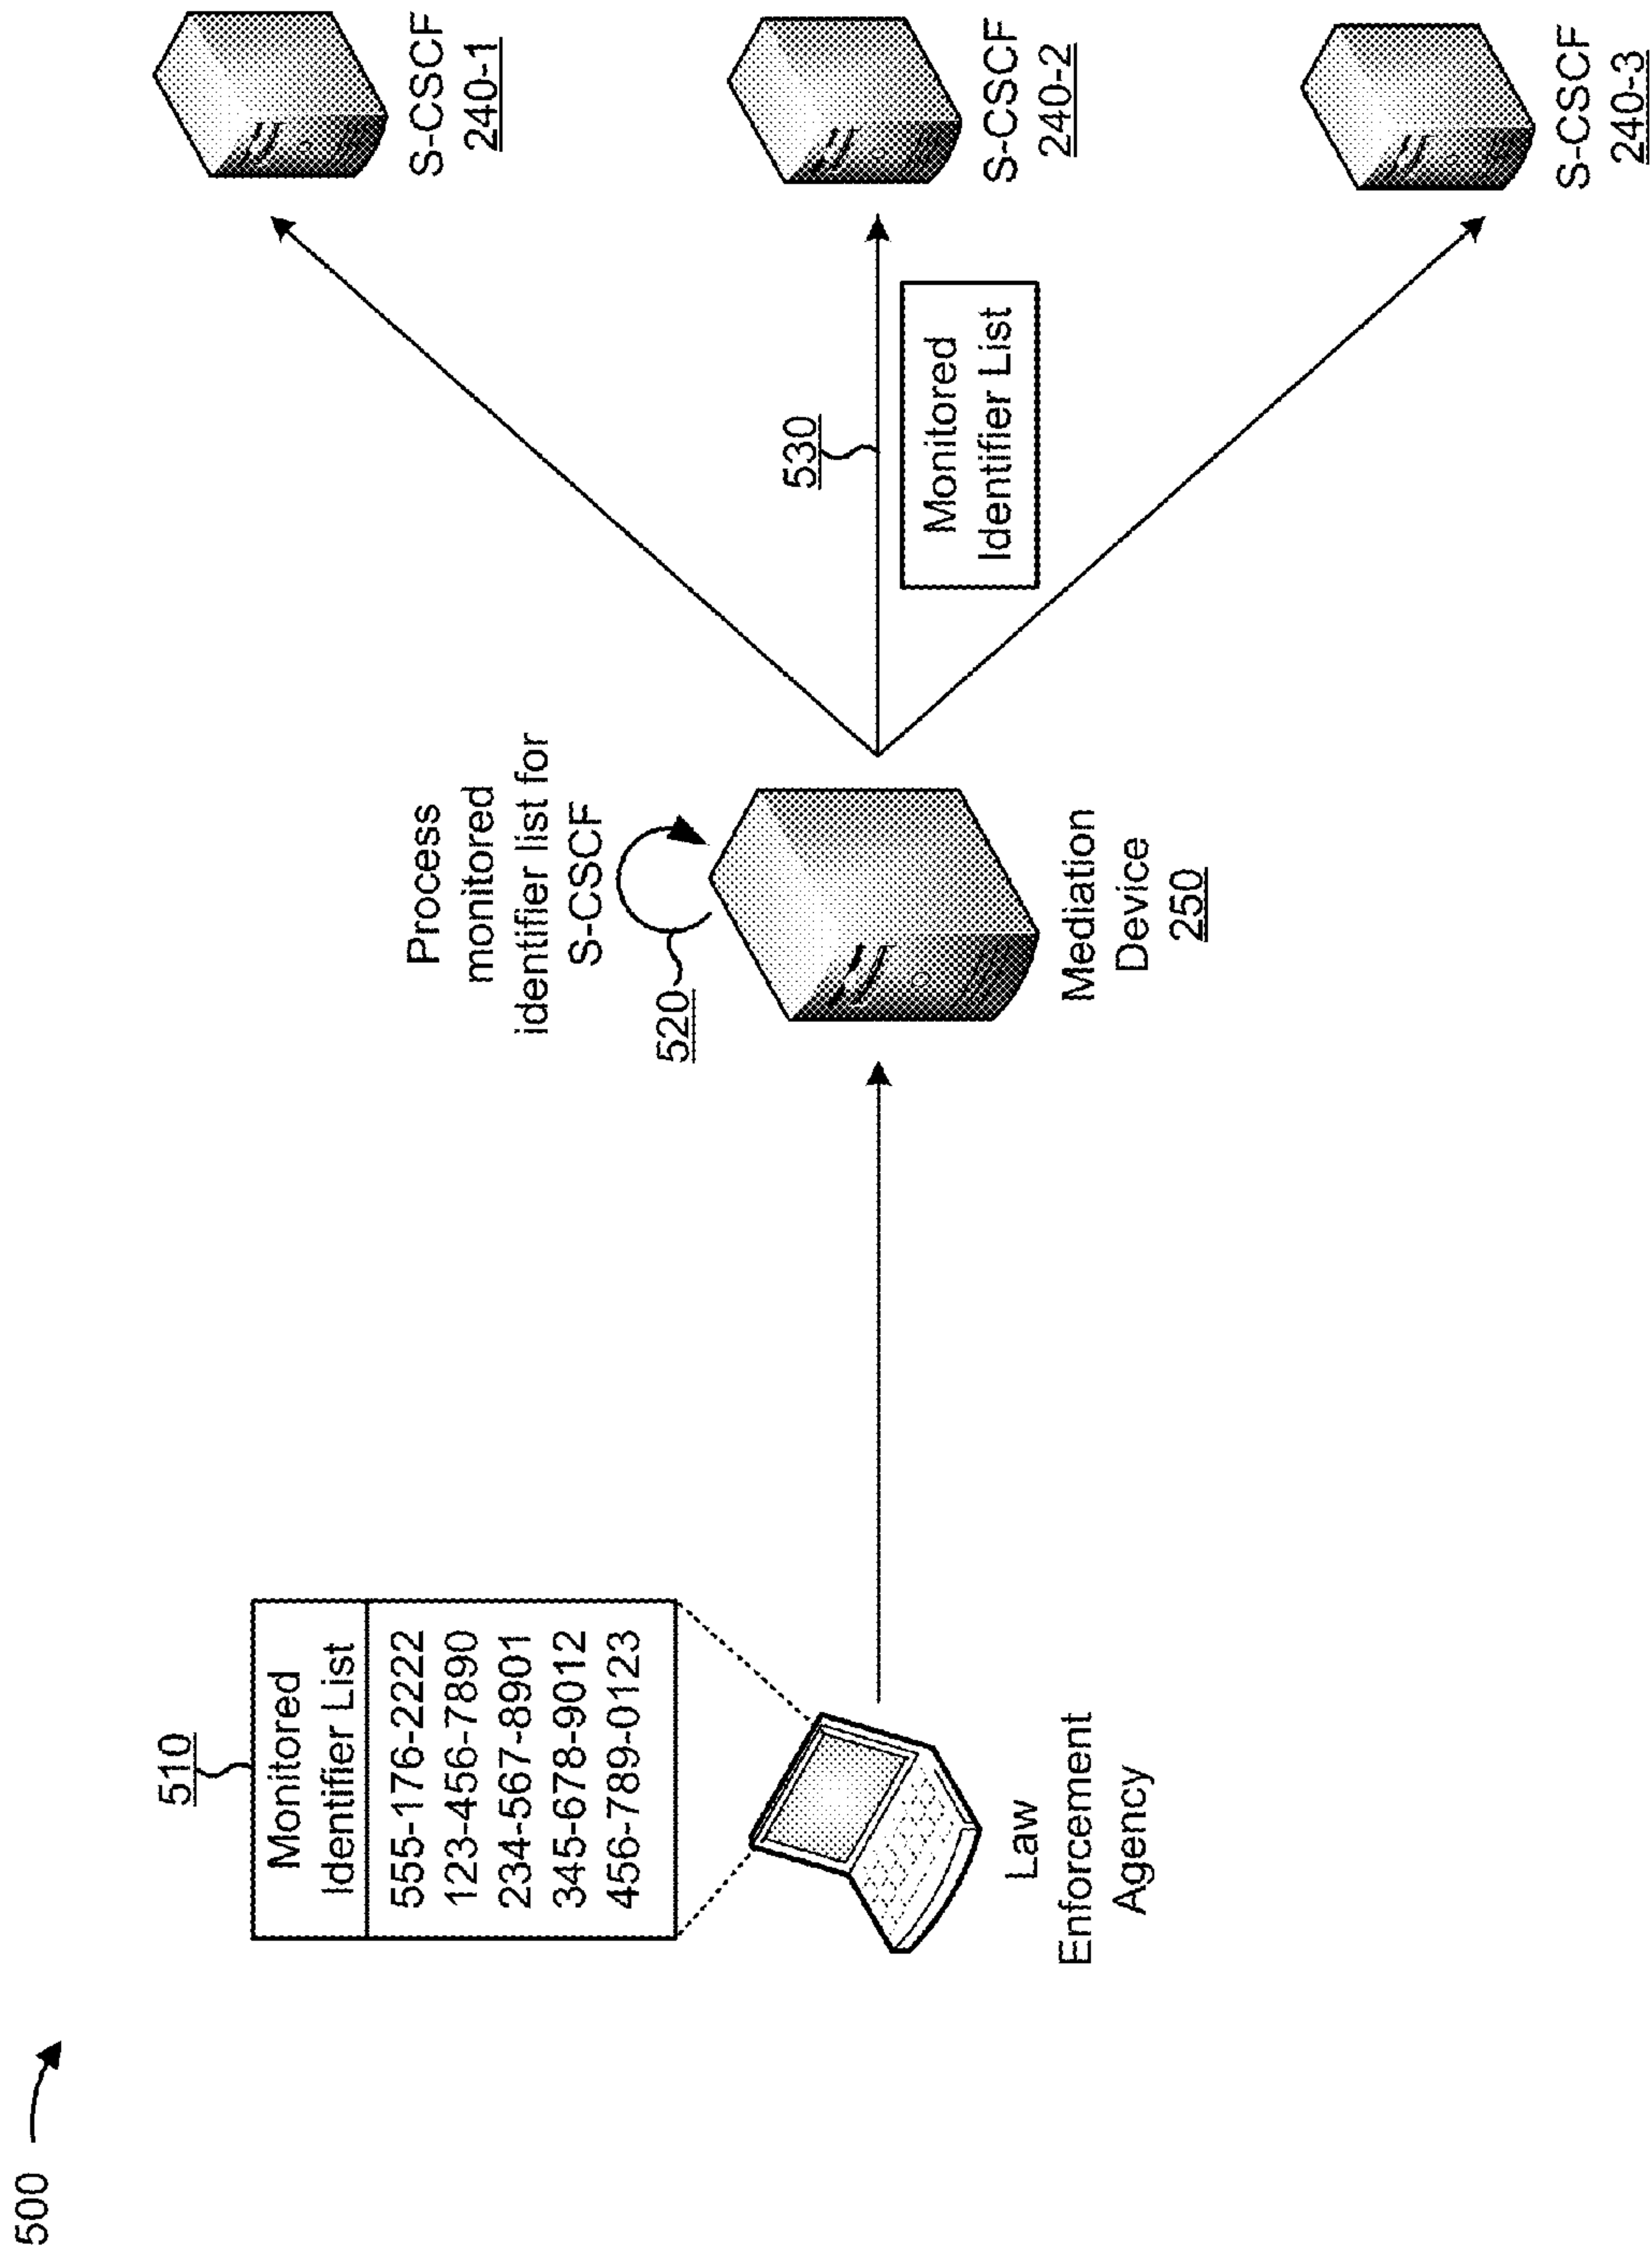 500
510
Monitored
Identifier List
555-176-2222
123-456-7890
234-567-8901
345-678-9012
456-789-0123
Law
Enforcement
Agency
Process
monitored
identifier list for
S-CSCF
520
Mediation
Device
250
530
Monitored
Identifier List
S-CSCF
240-1
S-CSCF
240-2
S-CSCF
240-3